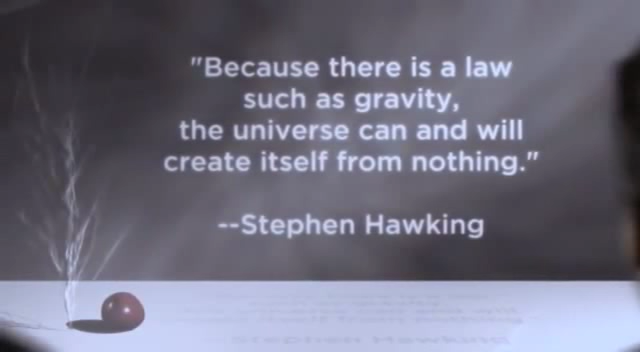 "Because there is a law
such as gravity,
the universe can and will
create itself from nothing."
--Stephen Hawking